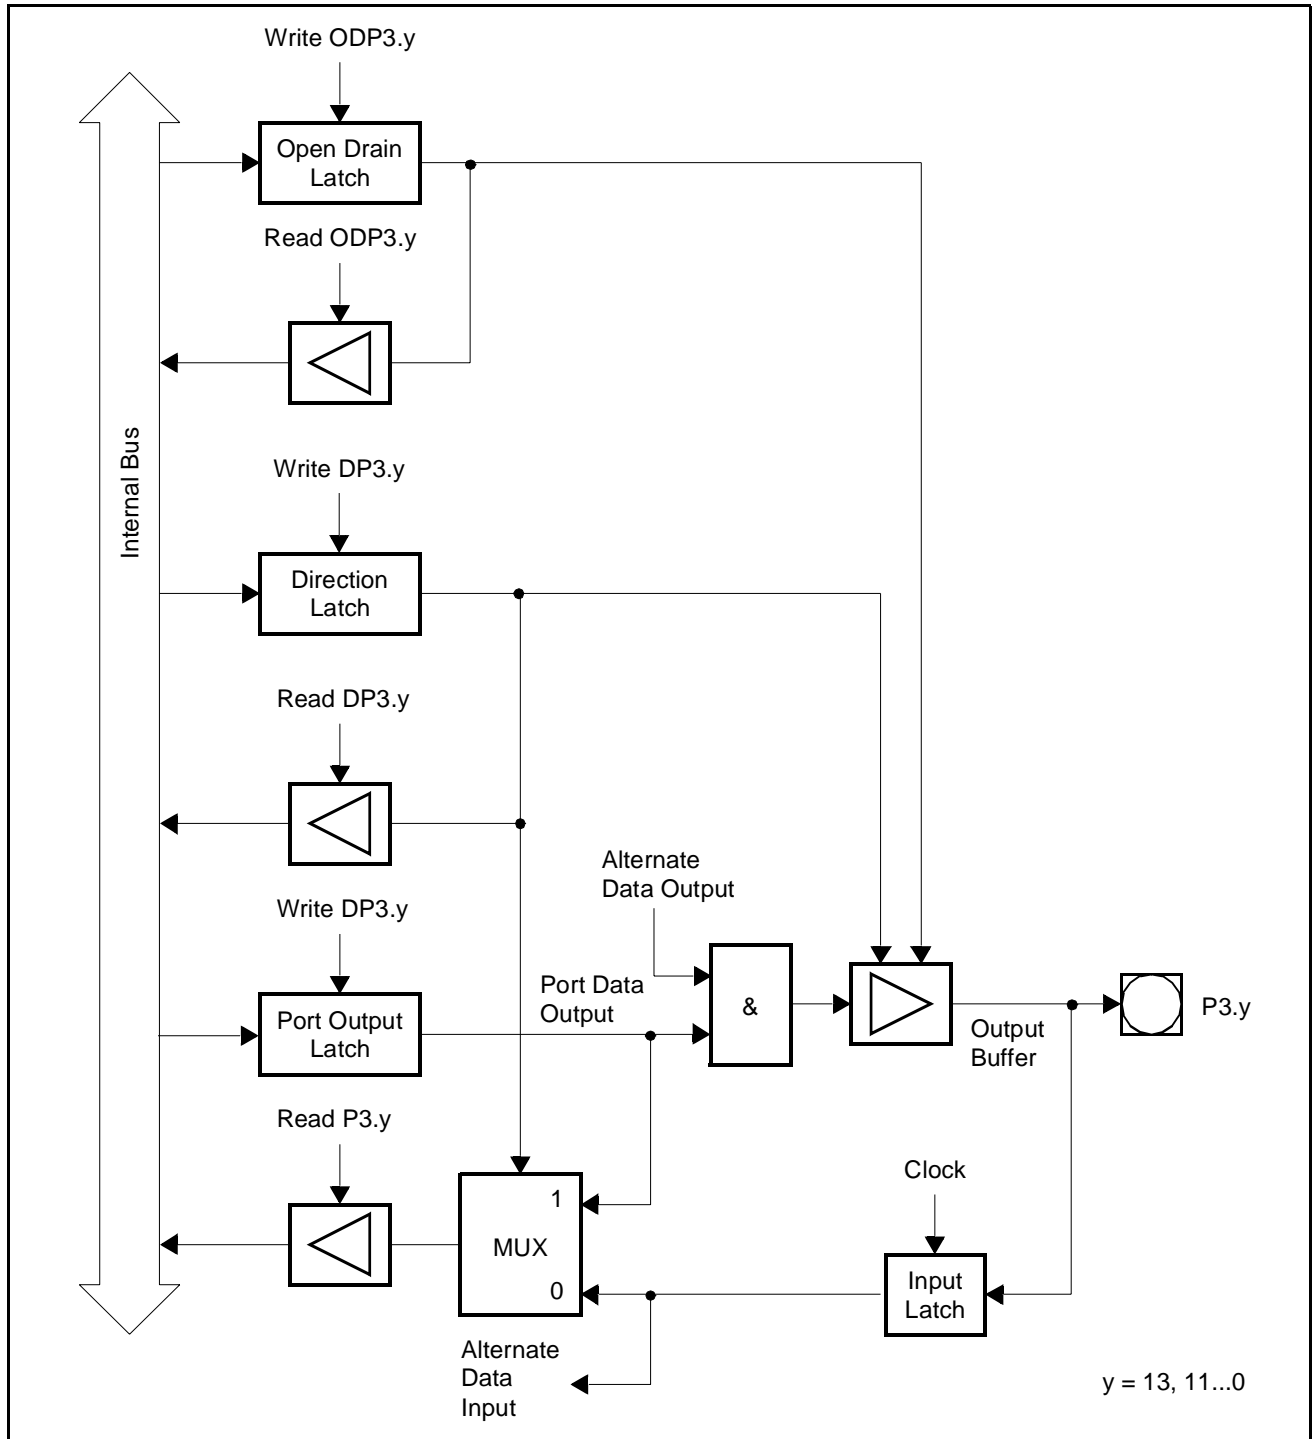 Write ODP3.y
Open Drain
Latch
Read ODP3.y
Internal Bus
Write DP3.y
Direction
Latch
Read DP3.y
Alternate
Data Output
Write DP3.y
Port Data
Output
&
Port Output
Latch
Output
Buffer
P3.y
Read P3.y
1
MUX
0
Clock
Input
Latch
Alternate
Data
Input
y = 13, 11...0